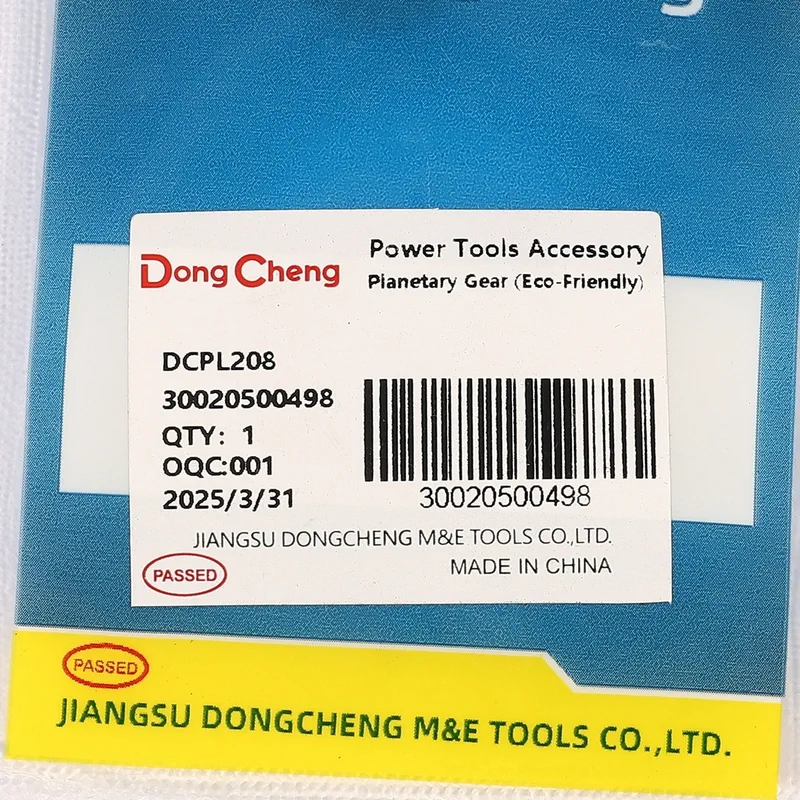 Dong Cheng
Power Tools Accessory
Planetary Gear (Eco-Friendly)
DCPL208
30020500498
QTY: 1
OQC:001
2025/3/31
30020500498
JIANGSU DONGCHENG M&E TOOLS CO.,LTD.
PASSED
MADE IN CHINA
PASSED
JIANGSU DONGCHENG M&E TOOLS CO.,LTD.